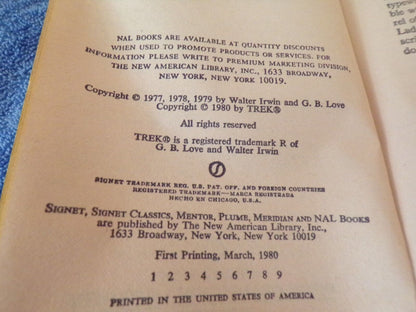 NAL BOOKS ARE AVAILABLE AT QUANTITY DISCOUNTS
WHEN USED TO PROMOTE PRODUCTS OR SERVICES. FOR
INFORMATION PLEASE WRITE TO PREMIUM MARKETING DIVISION,
THE NEW AMERICAN LIBRARY, INC., 1633 BROADWAY,
NEW YORK, NEW YORK 10019.
Copyright © 1977, 1978, 1979 by Walter Irwin and G. B. Love
Copyright © 1980 by TREK®
All rights reserved
TREK® is a registered trademark R of
G. B. Love and Walter Irwin
SIGNET TRADEMARK REG. U.S. PAT. OFF. AND FOREIGN COUNTRIES
REGISTERED TRADEMARK—MARCA REGISTRADA
HECHO EN CHICAGO, U.S.A.
SIGNET, SIGNET CLASSICS, MENTOR, PLUME, MERIDIAN AND NAL BOOKS
are published by The New American Library, Inc.,
1633 Broadway, New York, New York 10019
First Printing, March, 1980
1 2 3 4 5 6 7 8 9
PRINTED IN THE UNITED STATES OF AMERICA